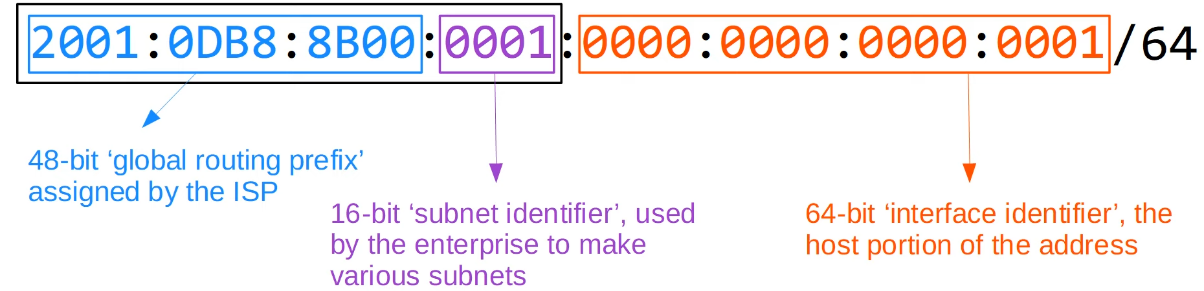 2001:0DB8:8B00:0001:0000:0000:0000:0001/64
48-bit ‘global routing prefix’
assigned by the ISP
16-bit ‘subnet identifier’, used
by the enterprise to make
various subnets
64-bit ‘interface identifier’, the
host portion of the address